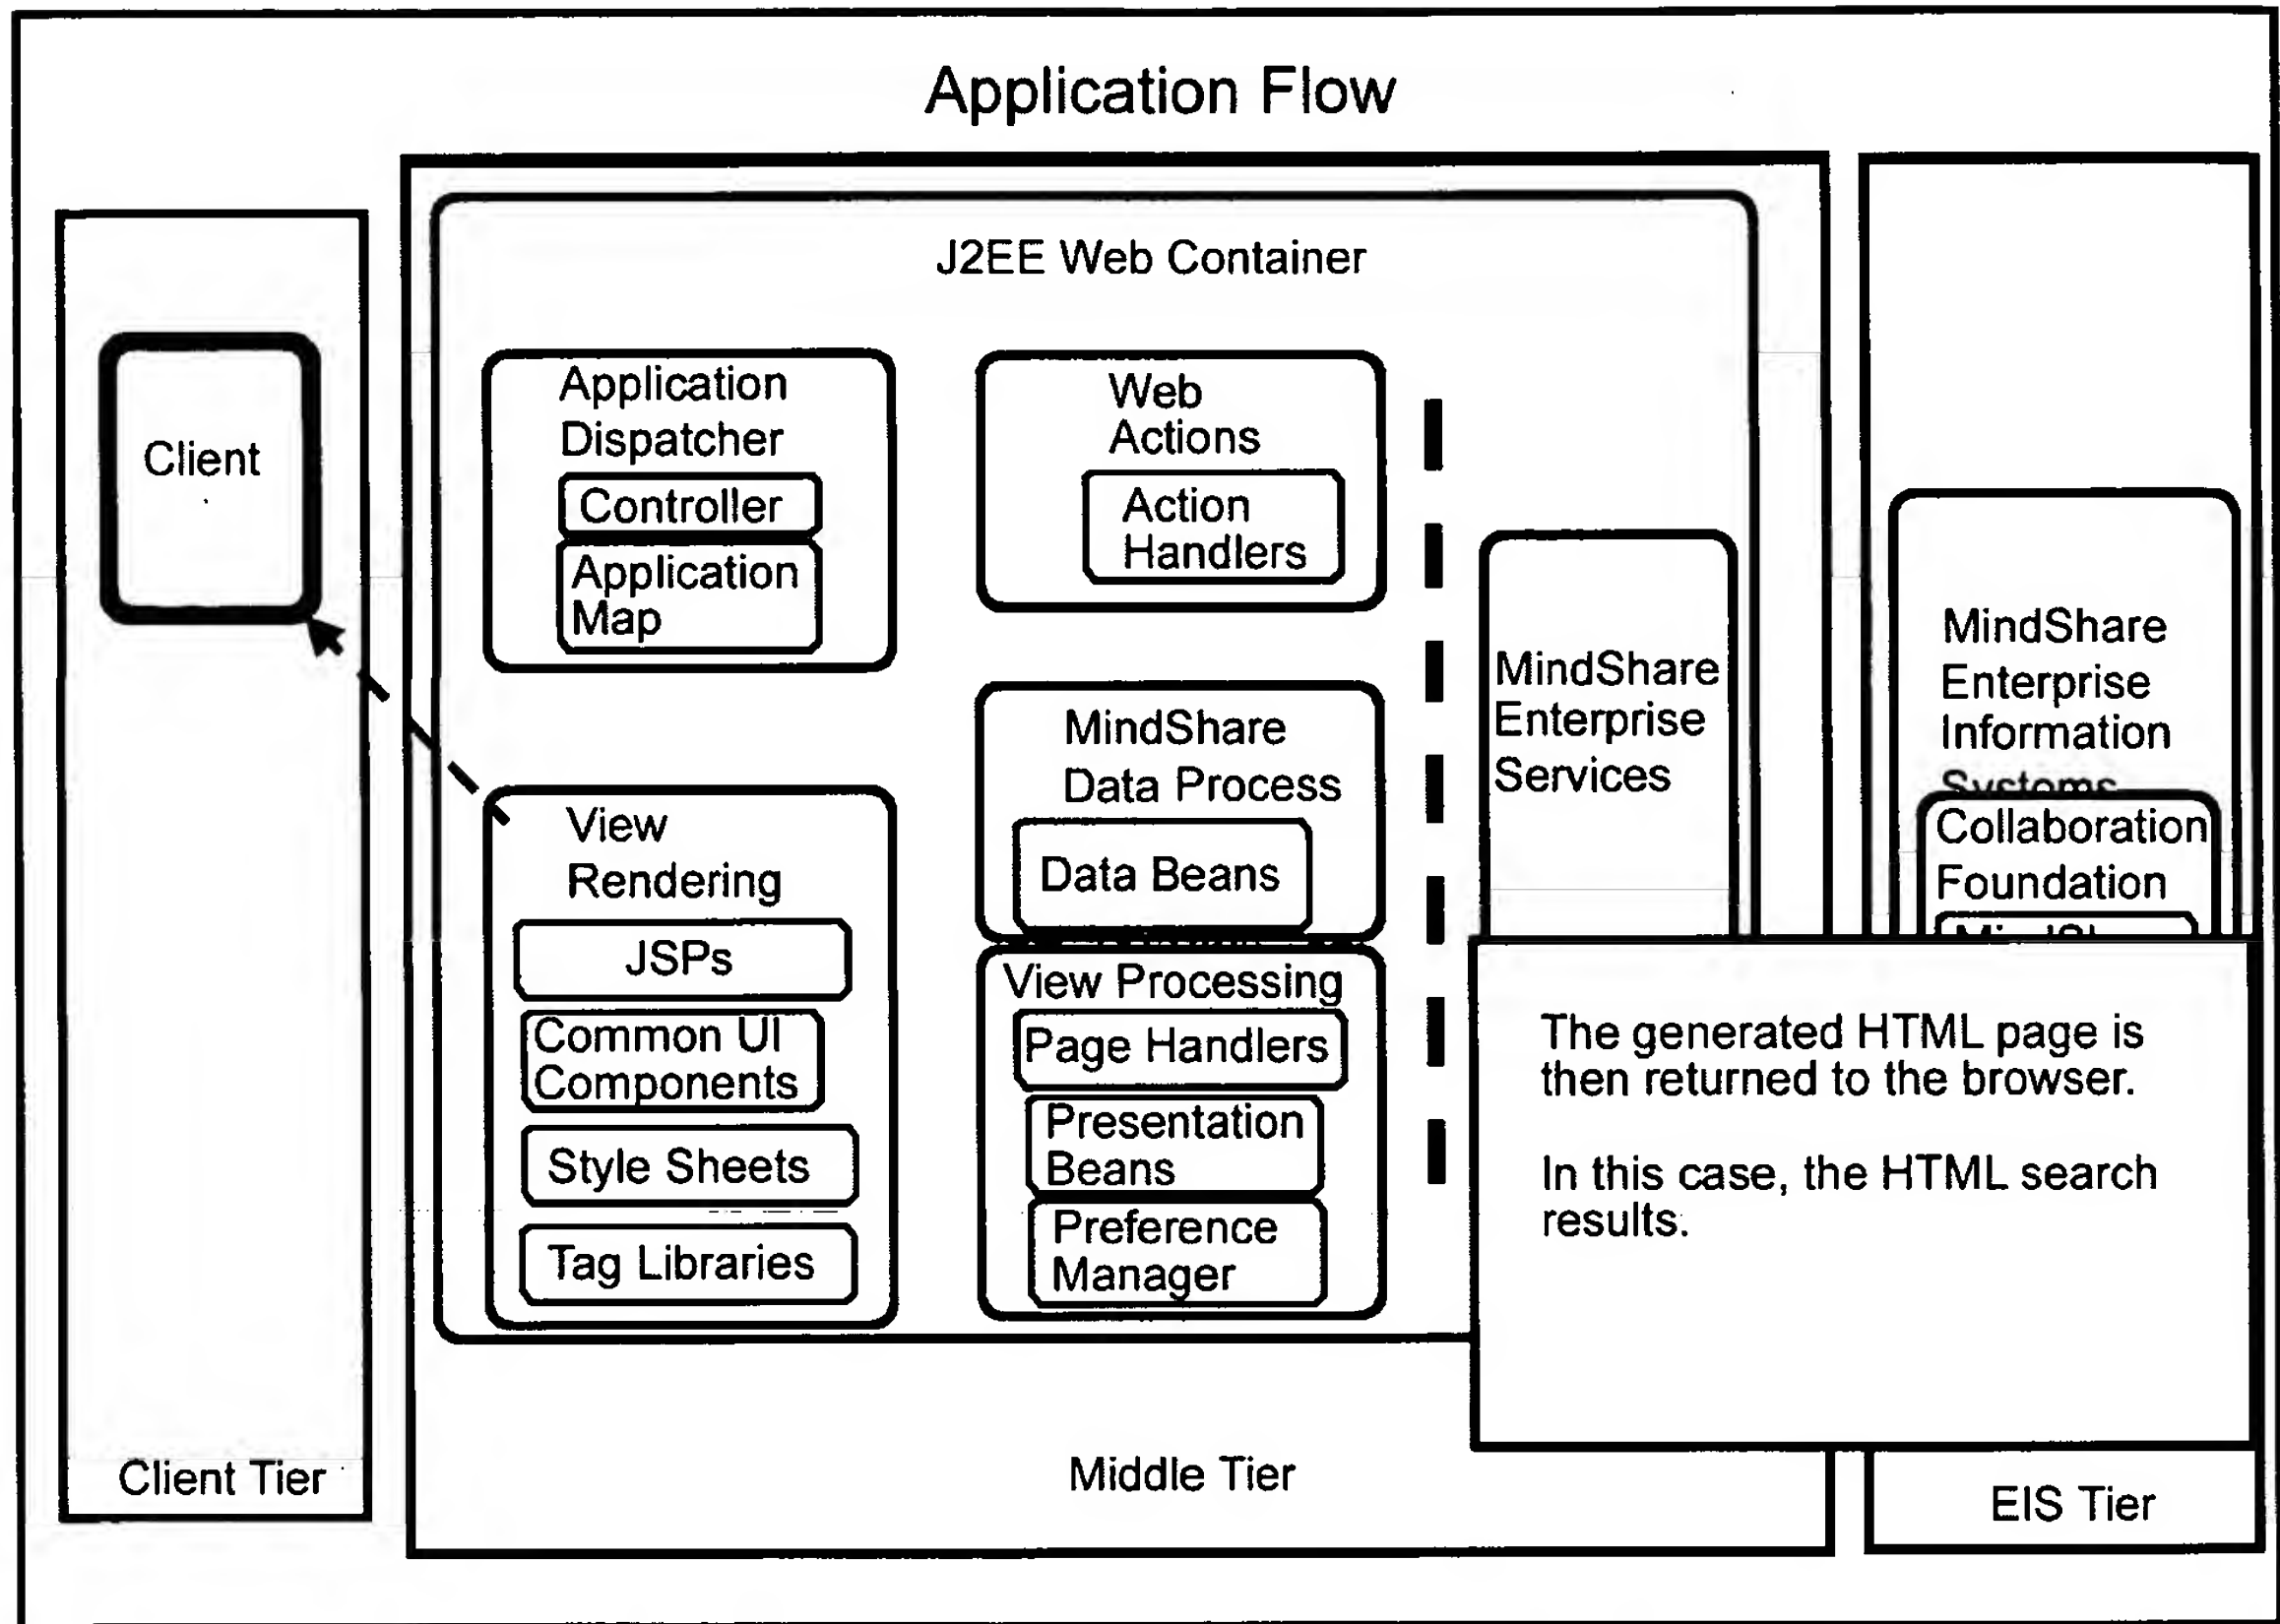 Application Flow
J2EE Web Container
Client
Application
Dispatcher
Controller
Application
Map
Web
Actions
Action
Handlers
MindShare
Data Process
Data Beans
View
Rendering
JSPs
Common UI
Components
Style Sheets
Tag Libraries
View Processing
Page Handlers
Presentation
Beans
Preference
Manager
MindShare
Enterprise
Services
MindShare
Enterprise
Information
Systems
Collaboration
Foundation
The generated HTML page is
then returned to the browser.
In this case, the HTML search
results.
Client Tier
Middle Tier
EIS Tier